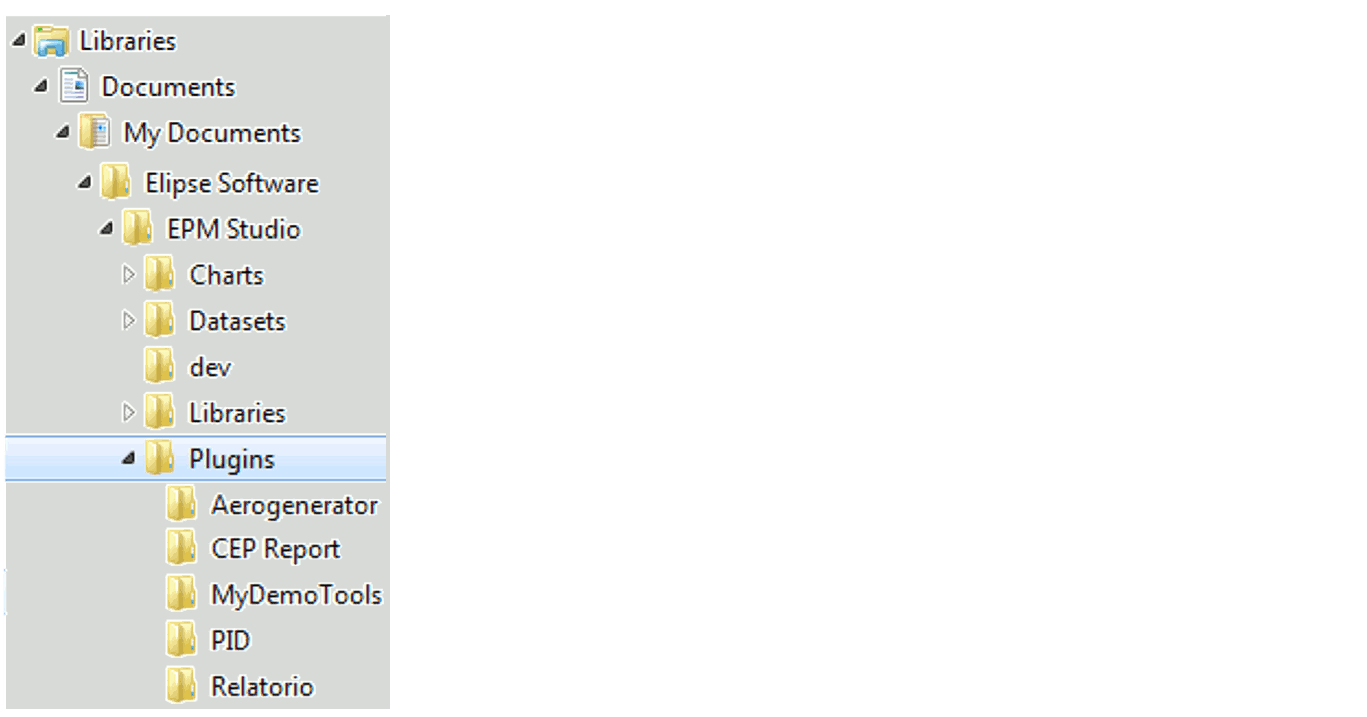 Libraries
Documents
My Documents
Elipse Software
EPM Studio
Charts
Datasets
dev
Libraries
Plugins
Aerogenerator
CEP Report
MyDemoTools
PID
Relatorio